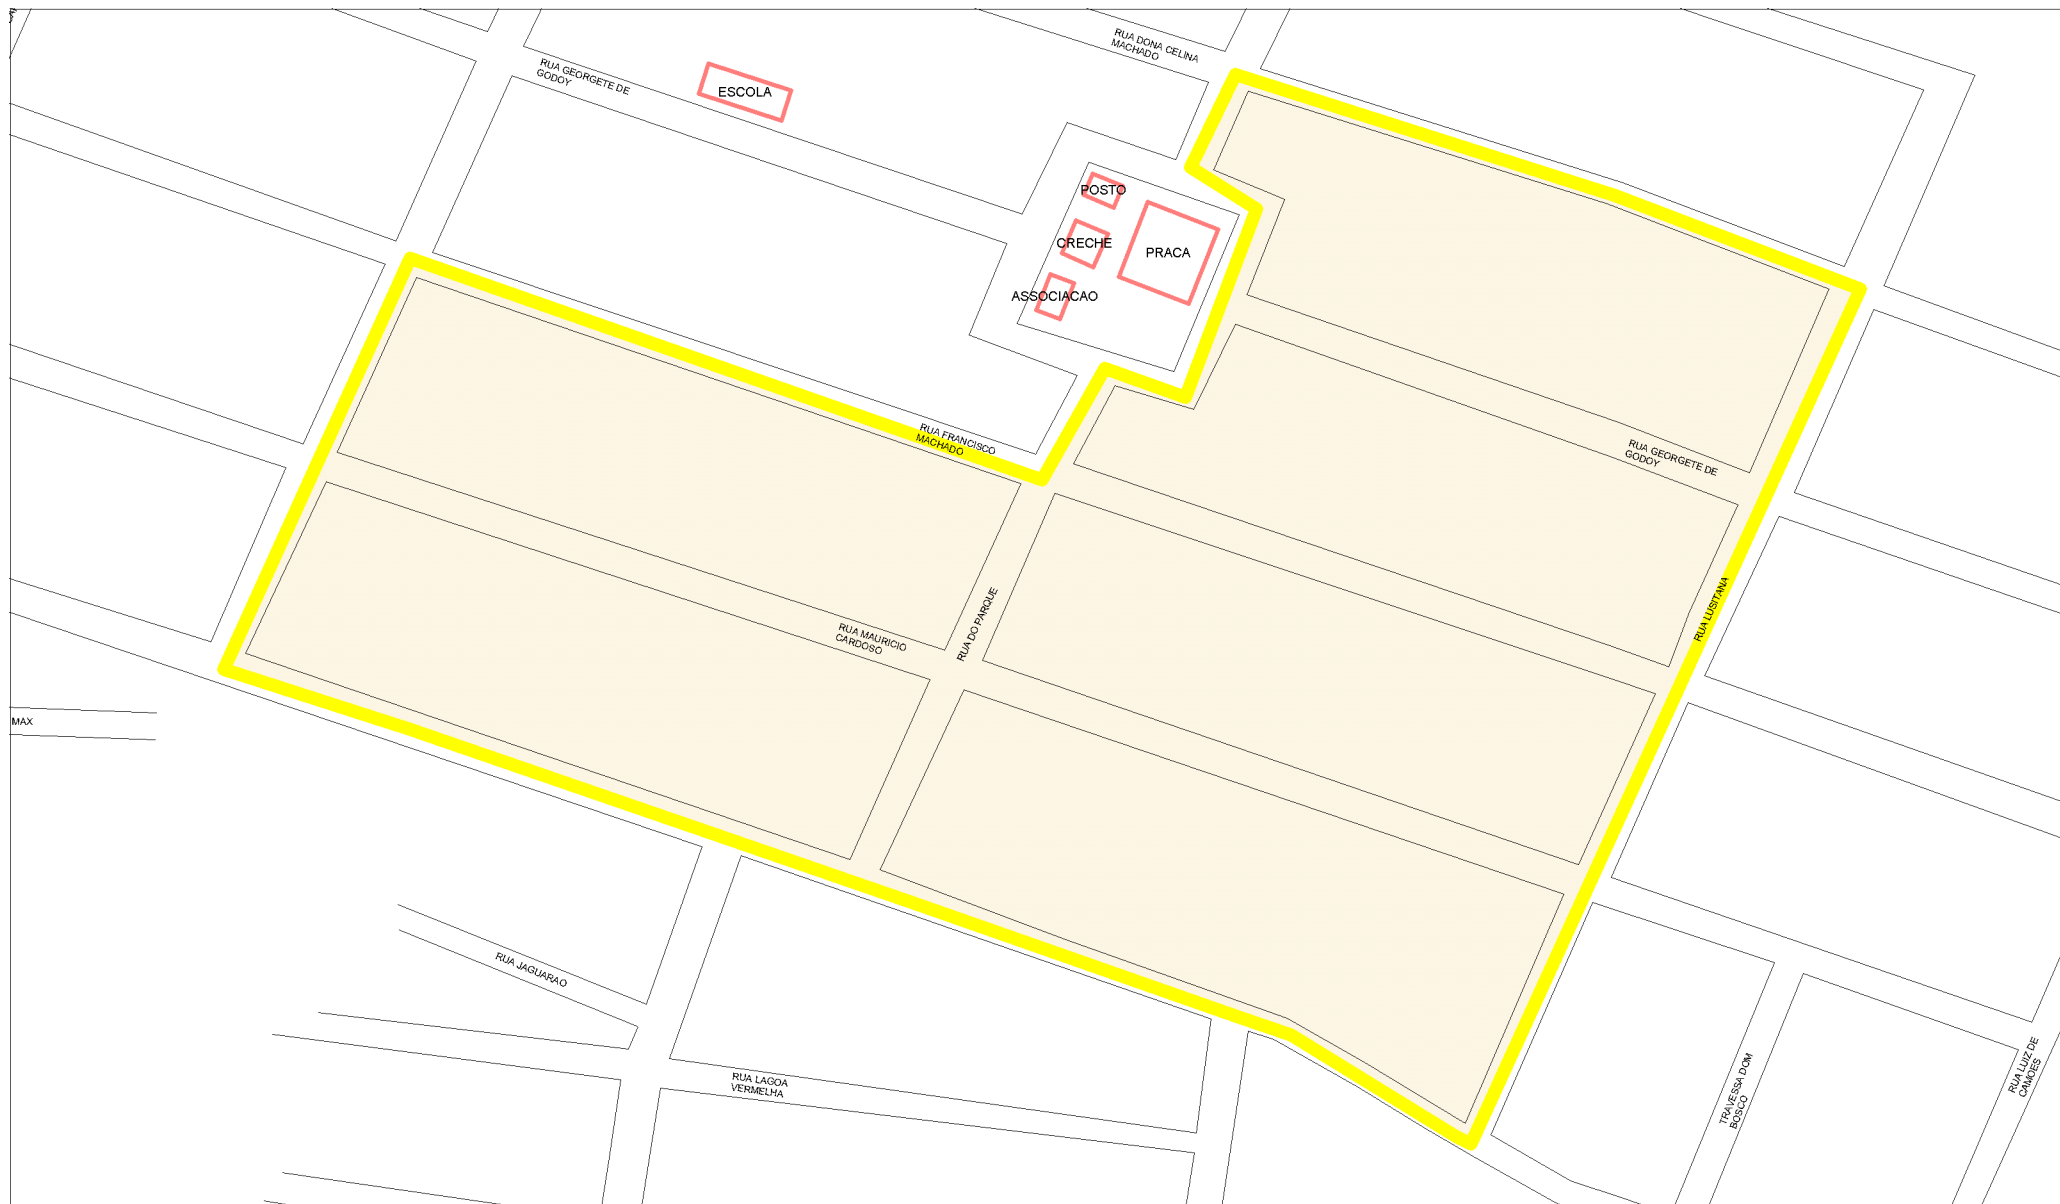 RUA DONA CELINA
MACHADO
RUA GEORGETE DE
GODOY
ESCOLA
POSTO
CRECHE
PRACA
ASSOCIACAO
RUA FRANCISCO
MACHADO
RUA GEORGETE DE
GODOY
RUA LUSITANA
RUA DO PARQUE
RUA MAURICIO
CARDOSO
MAX
RUA JAGUARAO
RUA LAGOA
VERMELHA
TRAVESSA DOM
BOSCO
RUA LUIZ DE
CAMOES